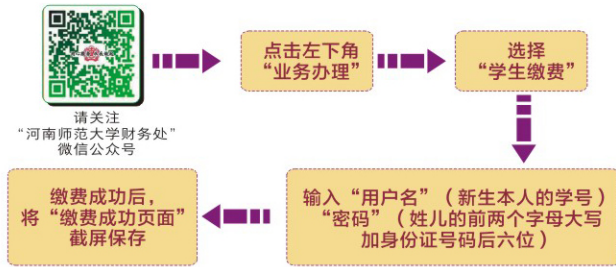 请关注
“河南师范大学财务处”
微信公众号
点击左下角
“业务办理”
选择
“学生缴费”
输入“用户名”（新生本人的学号）
“密码”（姓儿的前两个字母大写
加身份证号码后六位）
缴费成功后，
将“缴费成功页面”
截屏保存